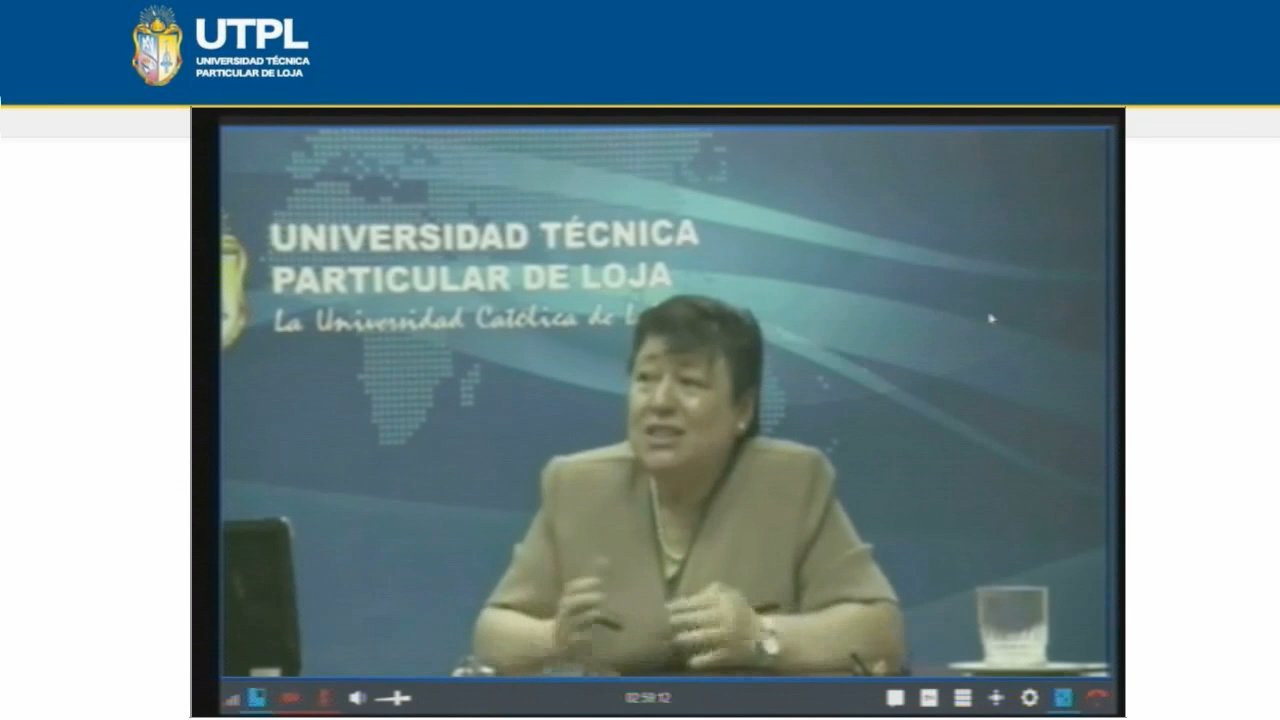 UTPL
UNIVERSIDAD TÉCNICA
PARTICULAR DE LOJA
UNIVERSIDAD TÉCNICA
PARTICULAR DE LOJA
La Universidad Católica de
02:59:12